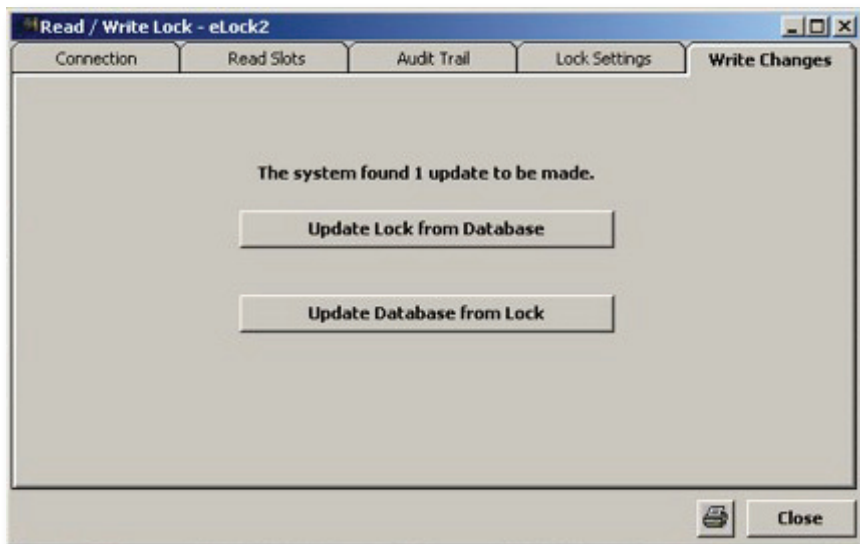 Read / Write Lock - eLock2
Connection Read Slots Audit Trail Lock Settings Write Changes
The system found 1 update to be made.
Update Lock from Database
Update Database from Lock
Close